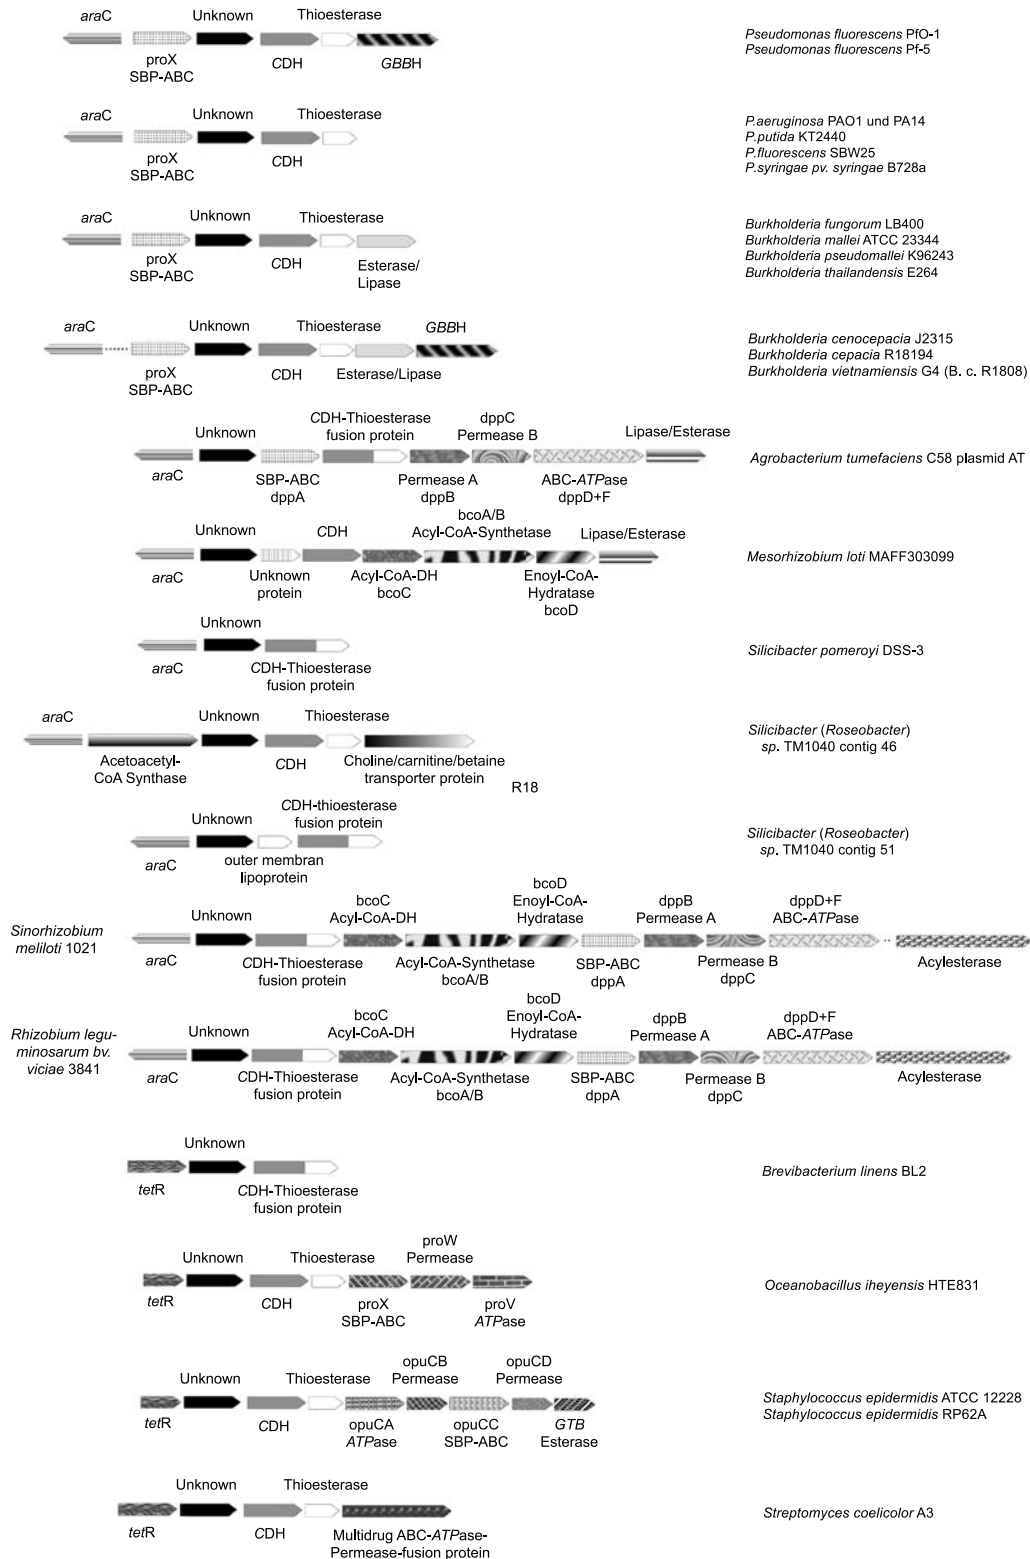 araC
Unknown
Thioesterase
proX
SBP-ABC
CDH
GBBH
Pseudomonas fluorescens PfO-1
Pseudomonas fluorescens Pf-5
araC
Unknown
Thioesterase
proX
SBP-ABC
CDH
P.aeruginosa PAO1 und PA14
P.putida KT2440
P.fluorescens SBW25
P.syringae pv. syringae B728a
araC
Unknown
Thioesterase
proX
SBP-ABC
CDH
Esterase/
Lipase
Burkholderia fungorum LB400
Burkholderia mallei ATCC 23344
Burkholderia pseudomallei K96243
Burkholderia thailandensis E264
araC
Unknown
Thioesterase
GBBH
proX
SBP-ABC
CDH
Esterase/Lipase
Burkholderia cenocepacia J2315
Burkholderia cepacia R18194
Burkholderia vietnamiensis G4 (B. c. R1808)
Unknown
CDH-Thioesterase
fusion protein
dppC
Permease B
Lipase/Esterase
araC
SBP-ABC
dppA
Permease A
dppB
ABC-ATPase
dppD+F
Agrobacterium tumefaciens C58 plasmid AT
Unknown
CDH
bcoA/B
Acyl-CoA-Synthetase
Lipase/Esterase
araC
Unknown
protein
Acyl-CoA-DH
bcoC
Enoyl-CoA-
Hydratase
bcoD
Mesorhizobium loti MAFF303099
Unknown
araC
CDH-Thioesterase
fusion protein
Silicibacter pomeroyi DSS-3
araC
Unknown
Thioesterase
Acetoacetyl-
CoA Synthase
CDH
Choline/carnitine/betaine
transporter protein
R18
Silicibacter (Roseobacter)
sp. TM1040 contig 46
Unknown
CDH-thioesterase
fusion protein
araC
outer membran
lipoprotein
Silicibacter (Roseobacter)
sp. TM1040 contig 51
Sinorhizobium
meliloti 1021
Unknown
bcoC
Acyl-CoA-DH
bcoD
Enoyl-CoA-
Hydratase
dppB
Permease A
dppD+F
ABC-ATPase
araC
CDH-Thioesterase
fusion protein
Acyl-CoA-Synthetase
bcoA/B
SBP-ABC
dppA
Permease B
dppC
Acylesterase
Rhizobium legu-
minosarum bv.
viciae 3841
Unknown
bcoC
Acyl-CoA-DH
bcoD
Enoyl-CoA-
Hydratase
dppB
Permease A
dppD+F
ABC-ATPase
araC
CDH-Thioesterase
fusion protein
Acyl-CoA-Synthetase
bcoA/B
SBP-ABC
dppA
Permease B
dppC
Acylesterase
Unknown
tetR
CDH-Thioesterase
fusion protein
Brevibacterium linens BL2
Unknown
Thioesterase
proW
Permease
tetR
CDH
proX
SBP-ABC
proV
ATPase
Oceanobacillus iheyensis HTE831
Unknown
Thioesterase
opuCB
Permease
opuCD
Permease
tetR
CDH
opuCA
ATPase
opuCC
SBP-ABC
GTB
Esterase
Staphylococcus epidermidis ATCC 12228
Staphylococcus epidermidis RP62A
Unknown
Thioesterase
tetR
CDH
Multidrug ABC-ATPase-
Permease-fusion protein
Streptomyces coelicolor A3